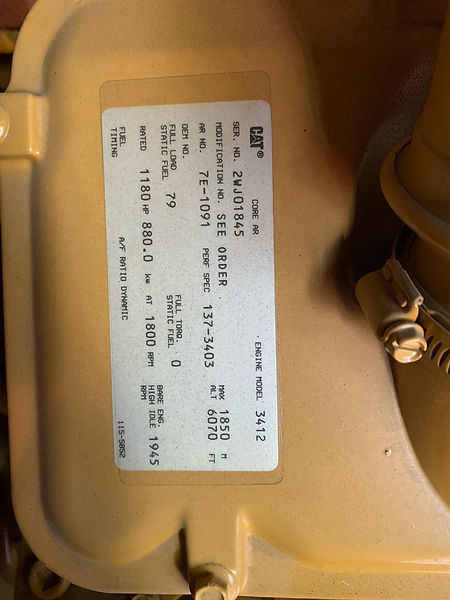 CAT® CORE AR ENGINE MODEL 3412
SER. NO. 2WJ01845
MODIFICATION NO. SEE ORDER MAX ALT 1850 M 6070 FT
AR NO. 7E-1091 PERF SPEC 137-3403
OEM NO.
FULL LOAD STATIC FUEL 79 FULL TORQ STATIC FUEL 0
RATED 1180 HP 880.0 kw AT 1800 RPM BARE ENG HIGH IDLE RPM 1945
FUEL TIMING A/F RATIO DYNAMIC 115-5852